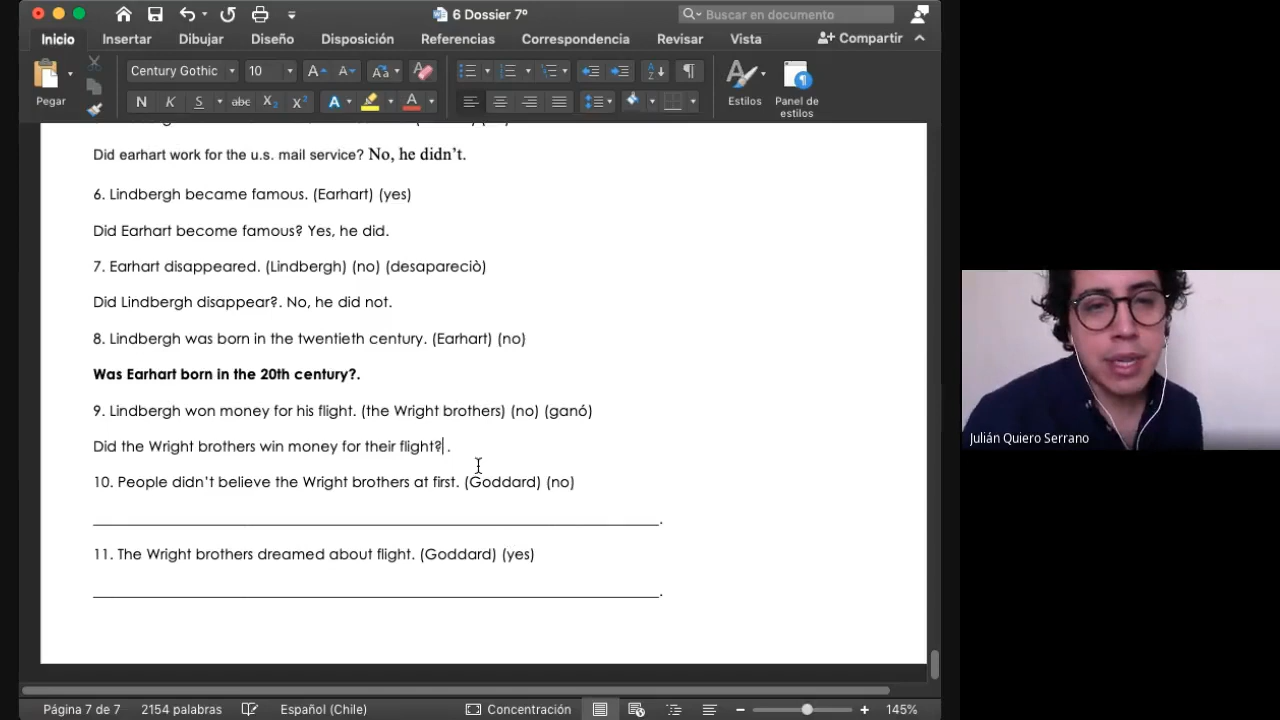 6 Dossier 7º
Buscar en documento
Inicio Insertar Dibujar Diseño Disposición Referencias Correspondencia Revisar Vista Compartir
Pegar Century Gothic 10 Estilos Panel de estilos
N K S abc X₂ X² A A
Did earhart work for the u.s. mail service? No, he didn't.
6. Lindbergh became famous. (Earhart) (yes)
Did Earhart become famous? Yes, he did.
7. Earhart disappeared. (Lindbergh) (no) (desapareciò)
Did Lindbergh disappear?. No, he did not.
8. Lindbergh was born in the twentieth century. (Earhart) (no)
Was Earhart born in the 20th century?.
9. Lindbergh won money for his flight. (the Wright brothers) (no) (ganó)
Did the Wright brothers win money for their flight? .
10. People didn't believe the Wright brothers at first. (Goddard) (no)
11. The Wright brothers dreamed about flight. (Goddard) (yes)
Página 7 de 7 2154 palabras Español (Chile) Concentración 145%
Julián Quiero Serrano